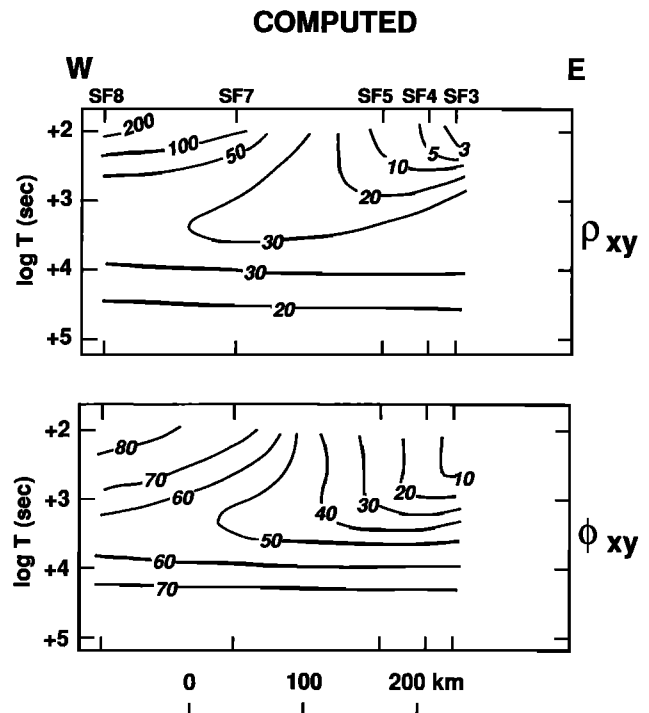 COMPUTED
W E
SF8 SF7 SF5 SF4 SF3
+2 200 100 50 10 5 3
+3 20
30
+4 30
20
+5
log T (sec)
ρ xy
+2 80
70 10
+3 60 20
30
40
50
+4 60
70
+5
log T (sec)
ϕ xy
0 100 200 km